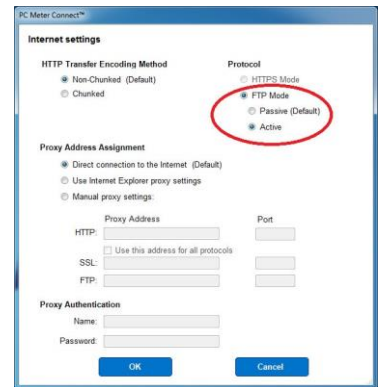 PC Meter Connect™
Internet settings
HTTP Transfer Encoding Method
Protocol
Non-Chunked (Default)
HTTPS Mode
Chunked
FTP Mode
Passive (Default)
Active
Proxy Address Assignment
Direct connection to the Internet (Default)
Use Internet Explorer proxy settings
Manual proxy settings:
Proxy Address
Port
HTTP:
Use this address for all protocols
SSL:
FTP:
Proxy Authentication
Name:
Password:
OK
Cancel